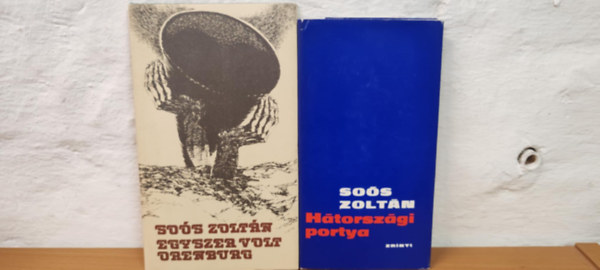 SOÓS ZOLTÁN
EGYSZER VOLT
ORENBURG
SOÓS
ZOLTÁN
Hátországi
portya
ZRÍNYI